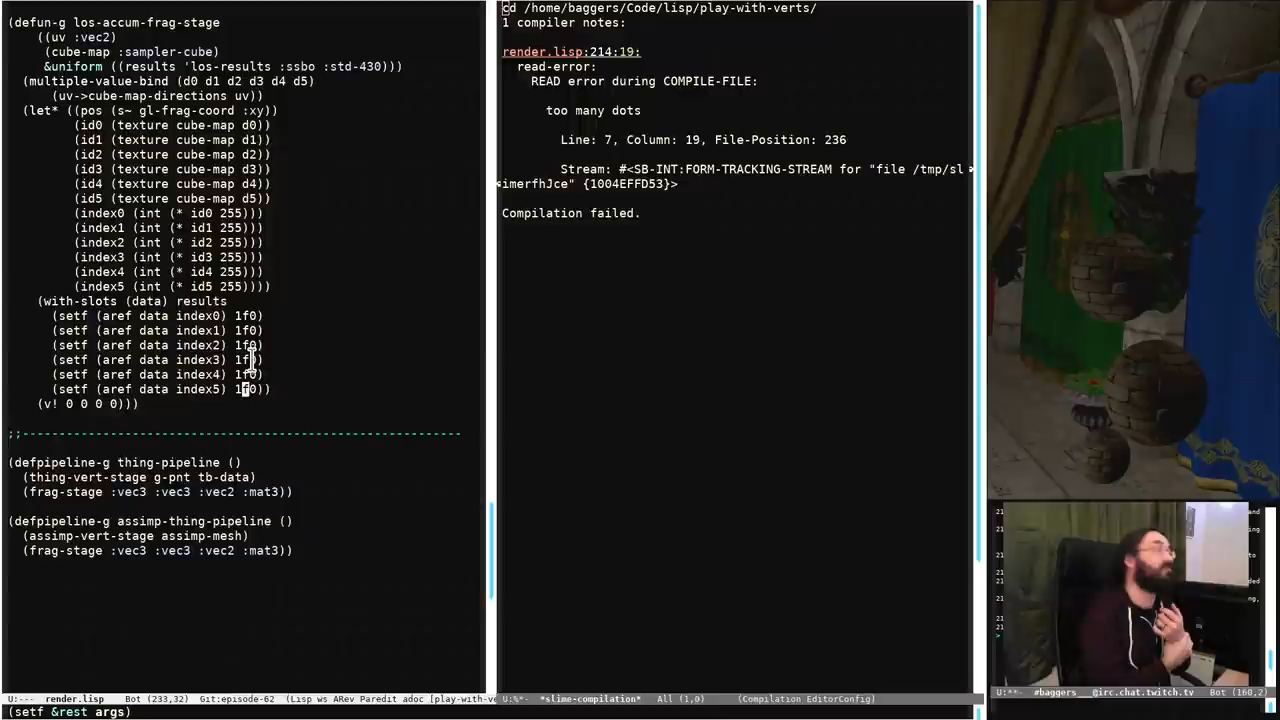 (defun-g los-accum-frag-stage
((uv :vec2)
(cube-map :sampler-cube)
&uniform ((results 'los-results :ssbo :std-430)))
(multiple-value-bind (d0 d1 d2 d3 d4 d5)
(uv->cube-map-directions uv))
(let* ((pos (s~ gl-frag-coord :xy))
(id0 (texture cube-map d0))
(id1 (texture cube-map d1))
(id2 (texture cube-map d2))
(id3 (texture cube-map d3))
(id4 (texture cube-map d4))
(id5 (texture cube-map d5))
(index0 (int (* id0 255)))
(index1 (int (* id1 255)))
(index2 (int (* id2 255)))
(index3 (int (* id3 255)))
(index4 (int (* id4 255)))
(index5 (int (* id5 255))))
(with-slots (data) results
(setf (aref data index0) 1f0)
(setf (aref data index1) 1f0)
(setf (aref data index2) 1f0)
(setf (aref data index3) 1f0)
(setf (aref data index4) 1f0)
(setf (aref data index5) 1f0))
(v! 0 0 0 0)))
;;------------------------------------------------------------
(defpipeline-g thing-pipeline ()
(thing-vert-stage g-pnt tb-data)
(frag-stage :vec3 :vec3 :vec2 :mat3))
(defpipeline-g assimp-thing-pipeline ()
(assimp-vert-stage assimp-mesh)
(frag-stage :vec3 :vec3 :vec2 :mat3))
U:--- render.lisp Bot (233,32) Git:episode-62 (Lisp ws ARev Paredit adoc [play-with-ve
(setf &rest args)
cd /home/baggers/Code/lisp/play-with-verts/
1 compiler notes:
render.lisp:214:19:
read-error:
READ error during COMPILE-FILE:
too many dots
Line: 7, Column: 19, File-Position: 236
Stream: #<SB-INT:FORM-TRACKING-STREAM for "file /tmp/sl
imerfhJce" {1004EFFD53}>
Compilation failed.
U:%*- *slime-compilation* All (1,0) (Compilation EditorConfig)
U:**- #baggers @irc.chat.twitch.tv Bot (160,2)